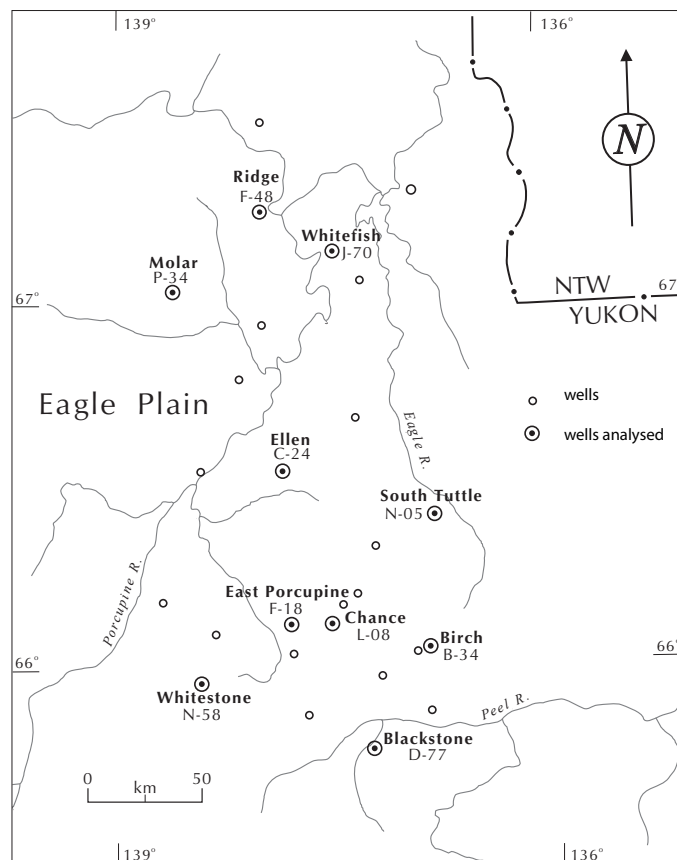 139°
136°
N
Ridge
F-48
Whitefish
J-70
Molar
P-34
67°
NTW
67
YUKON
Eagle Plain
wells
wells analysed
Eagle R.
Ellen
C-24
South Tuttle
N-05
Porcupine R.
East Porcupine
F-18
Chance
L-08
Birch
B-34
66°
66°
Whitestone
N-58
Peel R.
Blackstone
D-77
0
50
km
139°
136°